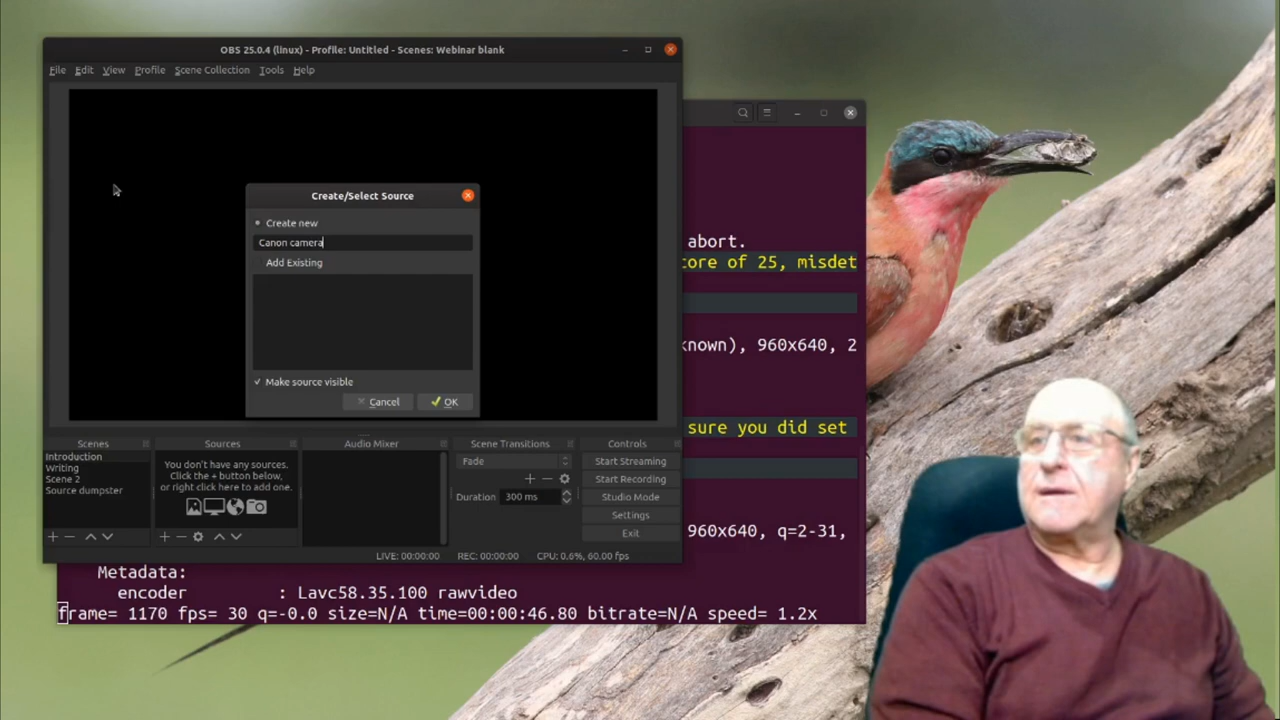 OBS 25.0.4 (linux) - Profile: Untitled - Scenes: Webinar blank
File Edit View Profile Scene Collection Tools Help
Create/Select Source
Create new
Canon camera
Add Existing
Make source visible
Cancel OK
abort.
core of 25, misdet
known), 960x640, 2
sure you did set
960x640, q=2-31,
Scenes
Introduction
Writing
Scene 2
Source dumpster
Sources
You don't have any sources.
Click the + button below,
or right click here to add one.
Audio Mixer
Scene Transitions
Fade
Duration 300 ms
Controls
Start Streaming
Start Recording
Studio Mode
Settings
Exit
LIVE: 00:00:00 REC: 00:00:00 CPU: 0.6%, 60.00 fps
Metadata:
encoder : Lavc58.35.100 rawvideo
frame= 1170 fps= 30 q=-0.0 size=N/A time=00:00:46.80 bitrate=N/A speed= 1.2x